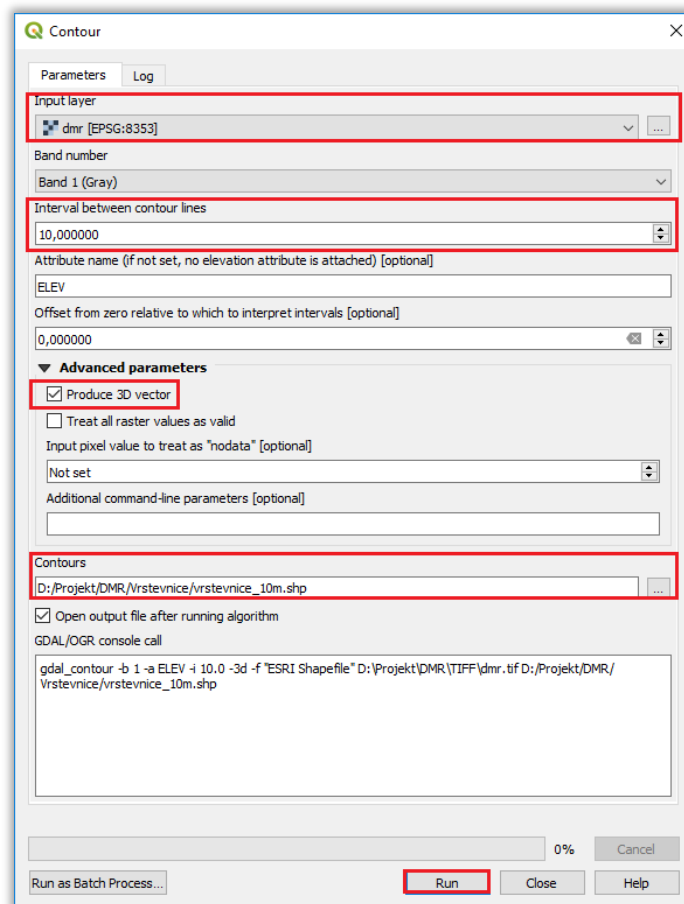 Contour
Parameters Log
Input layer
dmr [EPSG:8353]
...
Band number
Band 1 (Gray)
Interval between contour lines
10,000000
Attribute name (if not set, no elevation attribute is attached) [optional]
ELEV
Offset from zero relative to which to interpret intervals [optional]
0,000000
Advanced parameters
Produce 3D vector
Treat all raster values as valid
Input pixel value to treat as "nodata" [optional]
Not set
Additional command-line parameters [optional]
Contours
D:/Projekt/DMR/Vrstevnice/vrstevnice_10m.shp
...
Open output file after running algorithm
GDAL/OGR console call
gdal_contour -b 1 -a ELEV -i 10.0 -3d -f "ESRI Shapefile" D:\Projekt\DMR\TIFF\dmr.tif D:/Projekt/DMR/
Vrstevnice/vrstevnice_10m.shp
0% Cancel
Run as Batch Process... Run Close Help